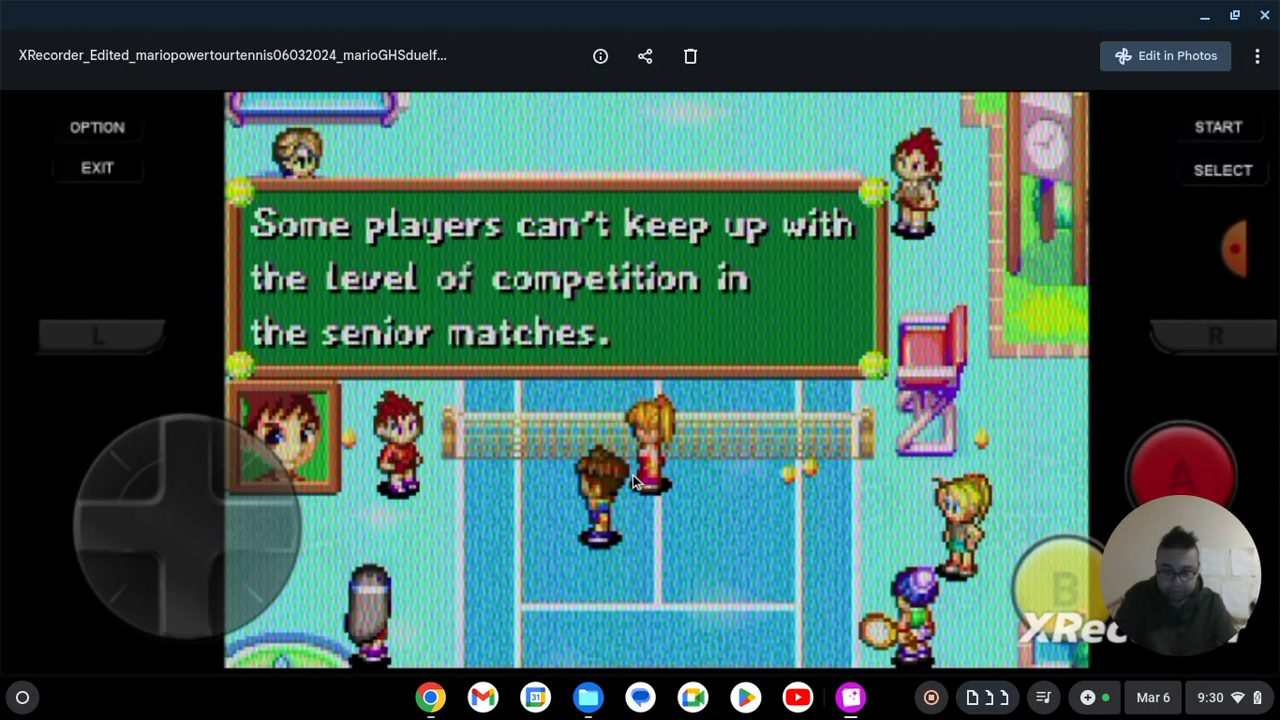 XRecorder_Edited_mariopowertourtennis06032024_marioGHSduelf...
Edit in Photos
OPTION
EXIT
START
SELECT
Some players can't keep up with
the level of competition in
the senior matches.
L
R
A
B
XRec
31
Mar 6
9:30